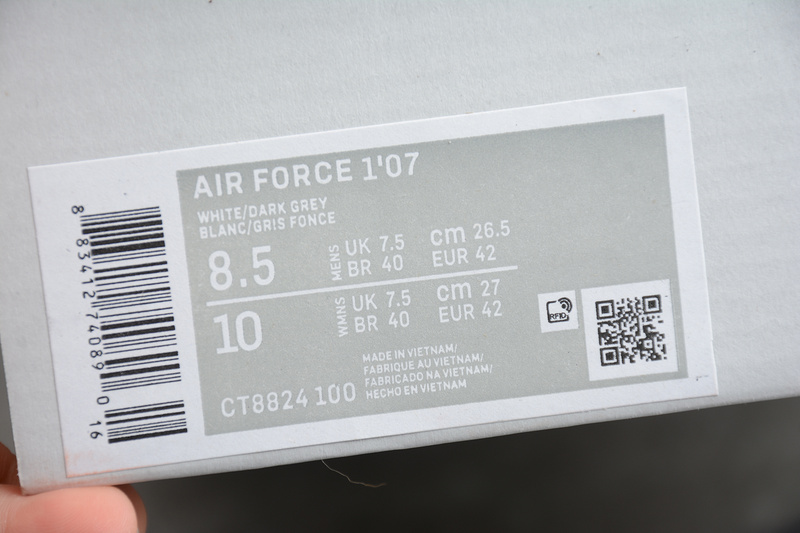 AIR FORCE 1'07
WHITE/DARK GREY
BLANC/GRIS FONCE
8.5 MENS UK 7.5 cm 26.5
BR 40 EUR 42
10 WMNS UK 7.5 cm 27
BR 40 EUR 42
RFID
MADE IN VIETNAM/
FABRIQUE AU VIETNAM/
FABRICADO NA VIETNAM/
HECHO EN VIETNAM
CT8824 100
8 83412 74089 0 16